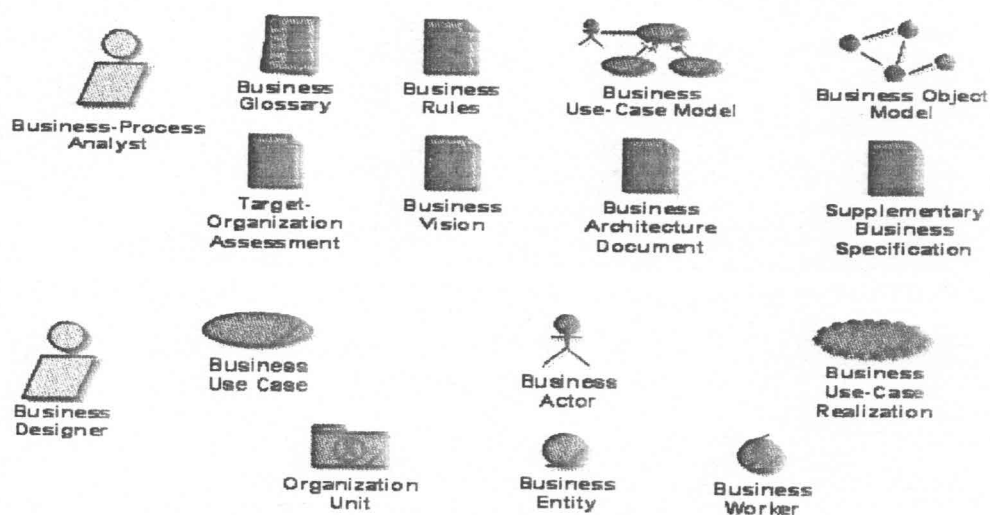 Business-Process
Analyst
Business
Glossary
Business
Rules
Business
Use-Case Model
Business Object
Model
Target-
Organization
Assessment
Business
Vision
Business
Architecture
Document
Supplementary
Business
Specification
Business
Designer
Business
Use Case
Business
Actor
Business
Use-Case
Realization
Organization
Unit
Business
Entity
Business
Worker